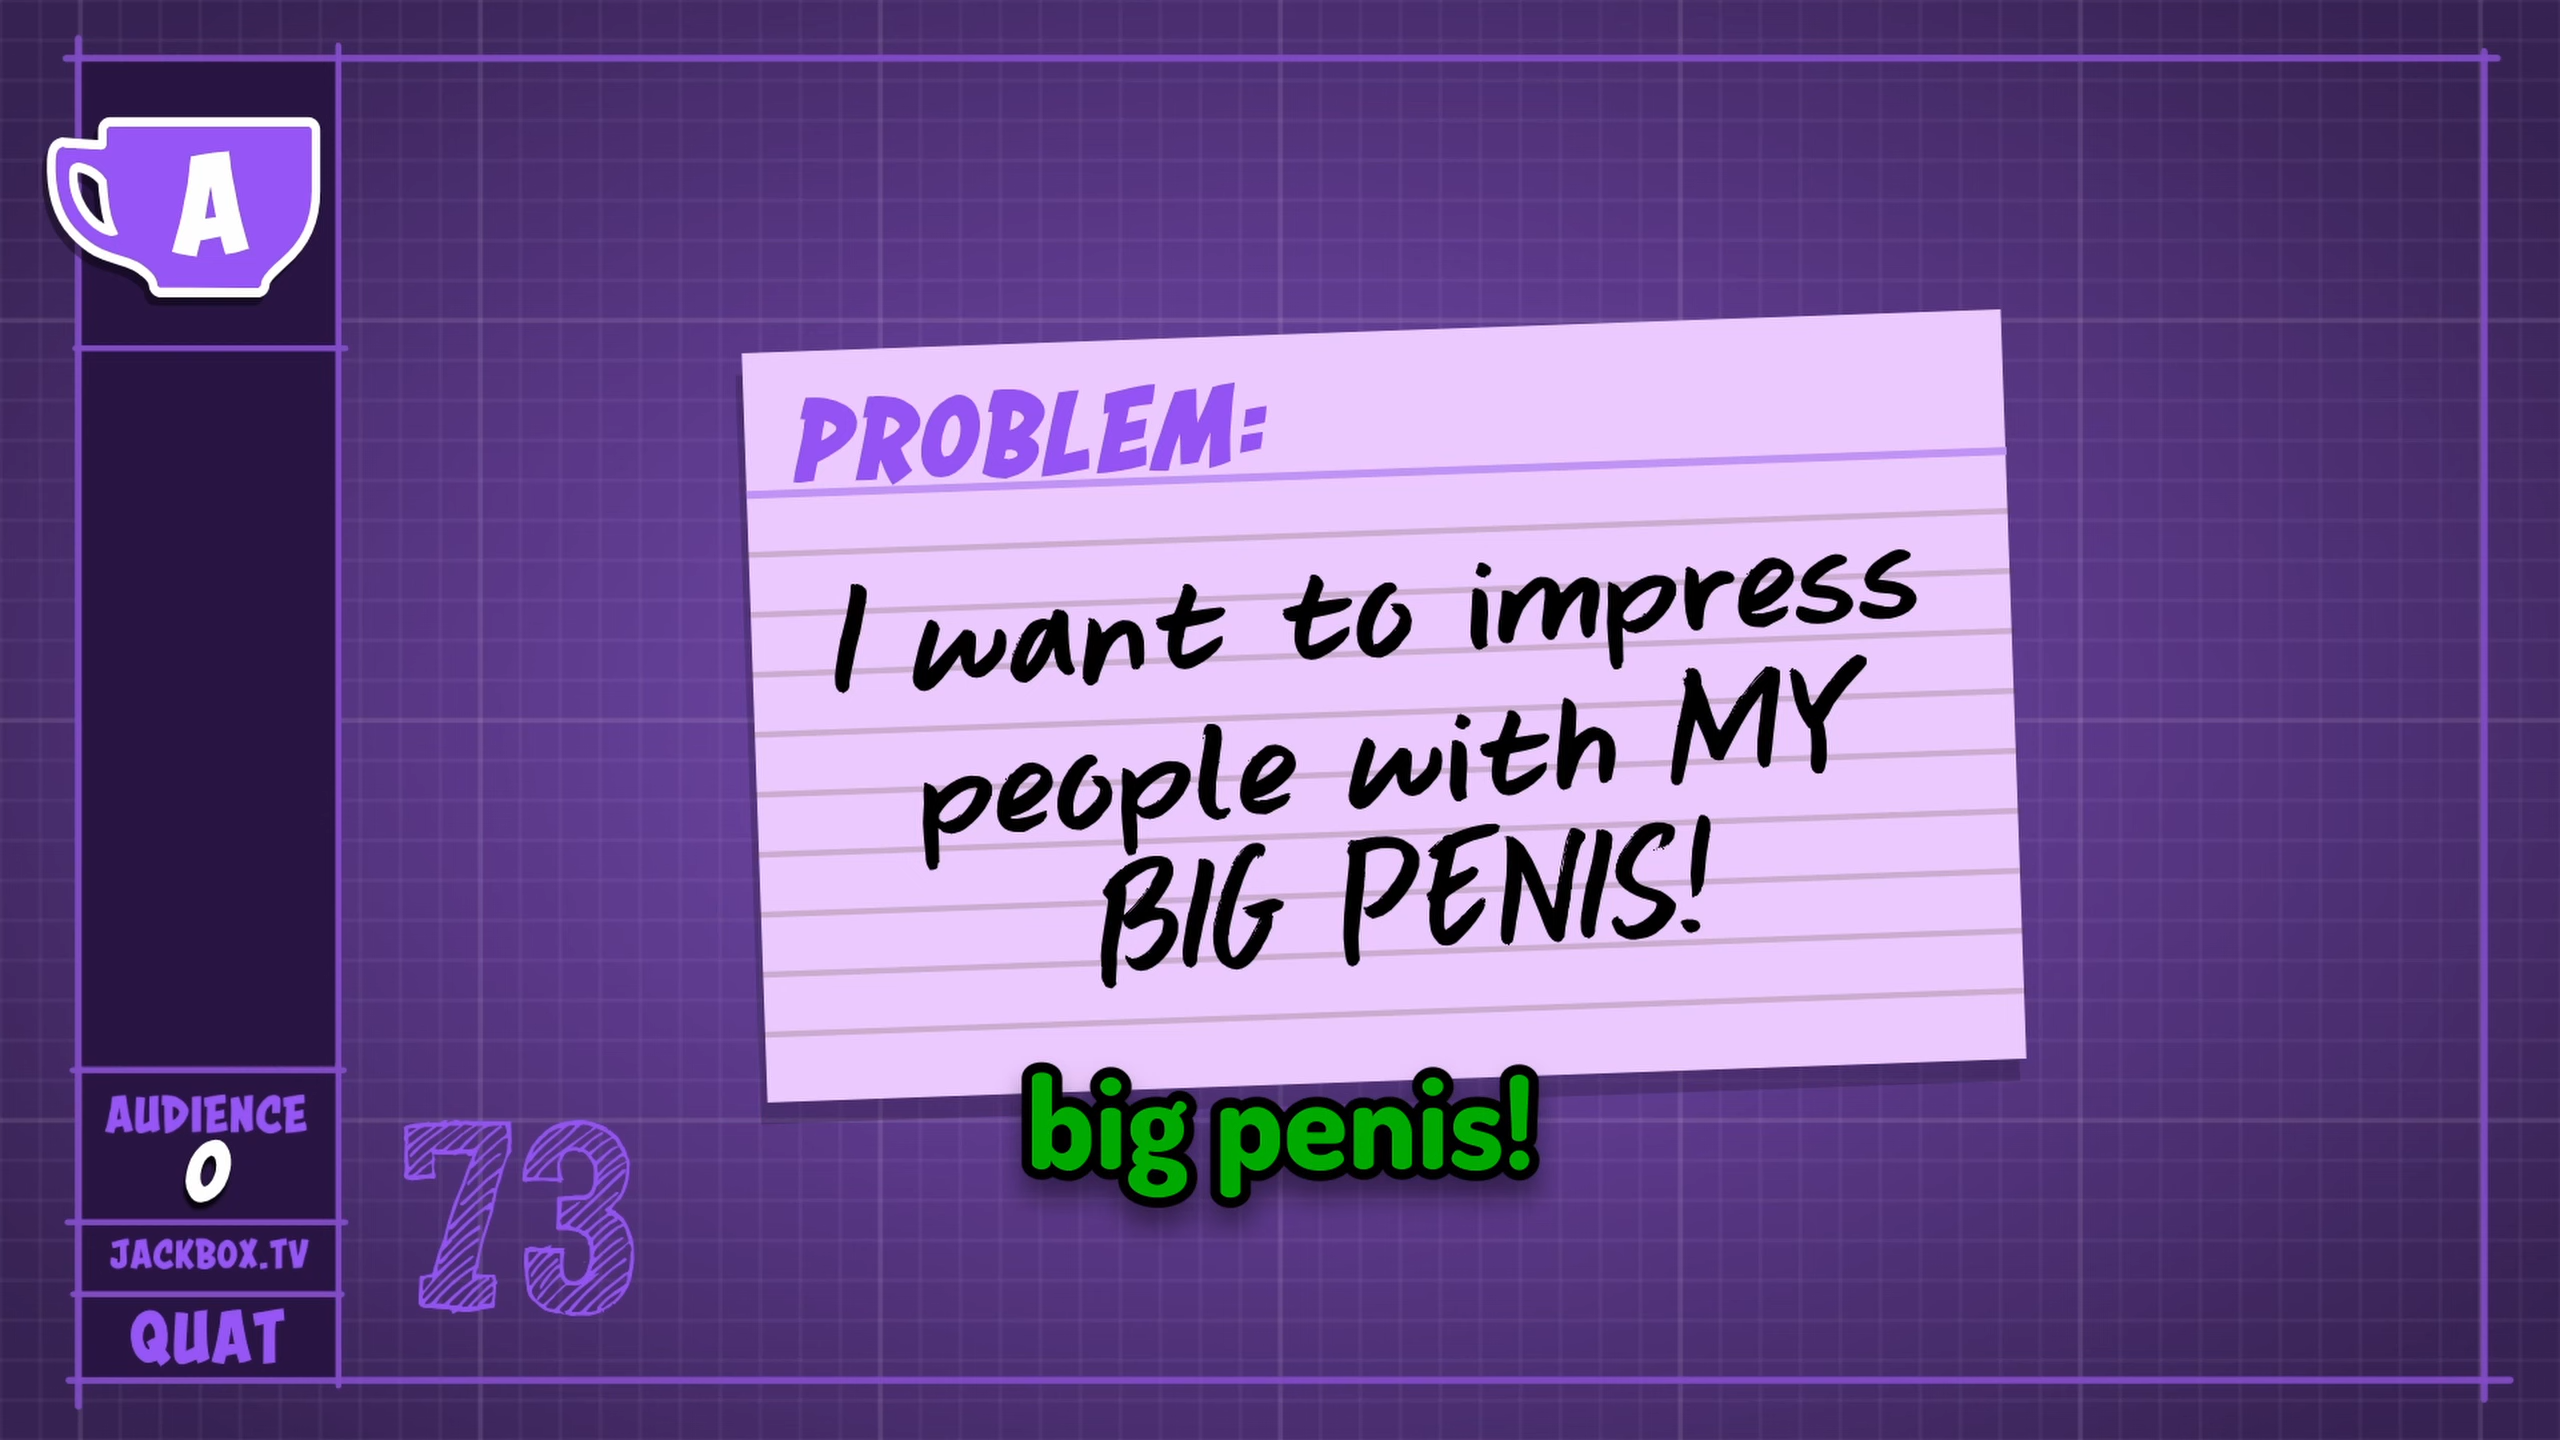 A
PROBLEM:
I want to impress
people with MY
BIG PENIS!
big penis!
AUDIENCE
0
JACKBOX.TV
QUAT
73